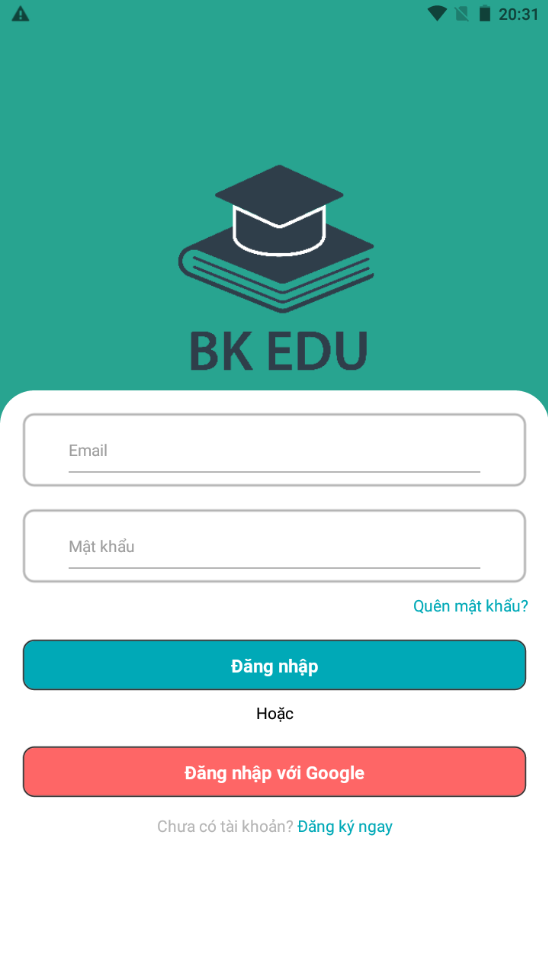 20:31
BK EDU
Email
Mật khẩu
Quên mật khẩu?
Đăng nhập
Hoặc
Đăng nhập với Google
Chưa có tài khoản? Đăng ký ngay